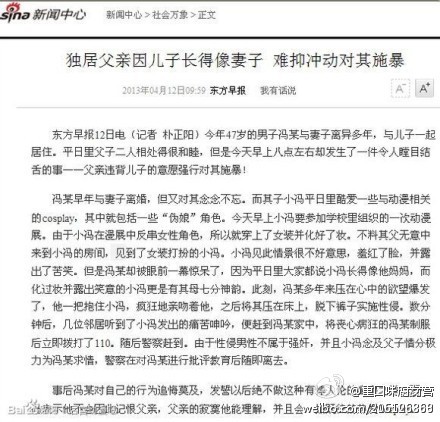 sina 新闻中心
新闻中心 > 社会万象 > 正文
独居父亲因儿子长得像妻子 难抑冲动对其施暴
2013年04月12日09:59 东方早报 我有话说
A- A+
东方早报12日电（记者 朴正阳）今年47岁的男子冯某与妻子离异多年，与儿子一起
居住。平日里父子二人相处得很和睦，但是今天早上八点左右却发生了一件令人瞠目结
舌的事——父亲违背儿子的意愿强行对其施暴！
冯某早年与妻子离婚，但又对其念念不忘。而其子小冯平日里酷爱一些与动漫相关
的cosplay，其中就包括一些“伪娘”角色。今天早上小冯要参加学校里组织的一次动漫
展。由于小冯在漫展中反串女性角色，所以就穿上了女装并化好了妆。不料其父无意中
来到小冯的房间，见到了女装打扮的小冯。小冯见此情景很不好意思，羞红了脸，并露
出了苦笑。但是冯某却被眼前一幕惊呆了，因为平日里大家都说小冯长得像他妈妈，而
化过妆并露出笑意的小冯更是有其母七分神韵。此刻，冯某多年来压在心中的欲望爆发
了，他一把抱住小冯，疯狂地亲吻着他，之后将其压在床上，脱下裤子实施性侵。数分
钟后，几位邻居听到了小冯发出的痛苦呻吟，便赶到冯某家中，将丧心病狂的冯某制服
后立即拨打了110。随后警察赶到。由于性侵男性不属于强奸，并且小冯念及父子情分极
力为冯某求情，警察在对冯某进行批评教育后随即离去。
事后冯某对自己的行为追悔莫及，发誓以后绝不做这种有
表示他不会因此记恨父亲，父亲的寂寞他能理解，并且会